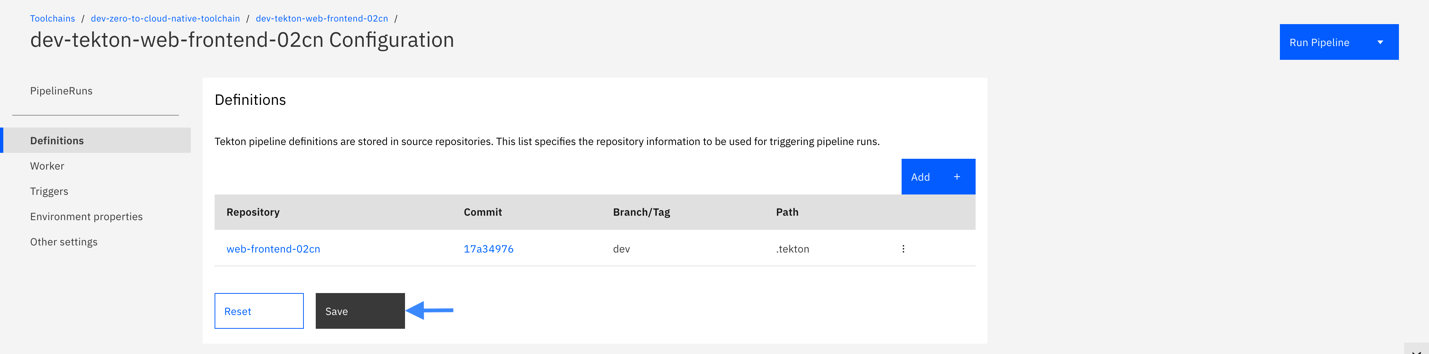 Toolchains / dev-zero-to-cloud-native-toolchain / dev-tekton-web-frontend-02cn /
dev-tekton-web-frontend-02cn Configuration
Run Pipeline
PipelineRuns
Definitions
Worker
Triggers
Environment properties
Other settings
Definitions
Tekton pipeline definitions are stored in source repositories. This list specifies the repository information to be used for triggering pipeline runs.
Add +
Repository Commit Branch/Tag Path
web-frontend-02cn 17a34976 dev .tekton
Reset Save